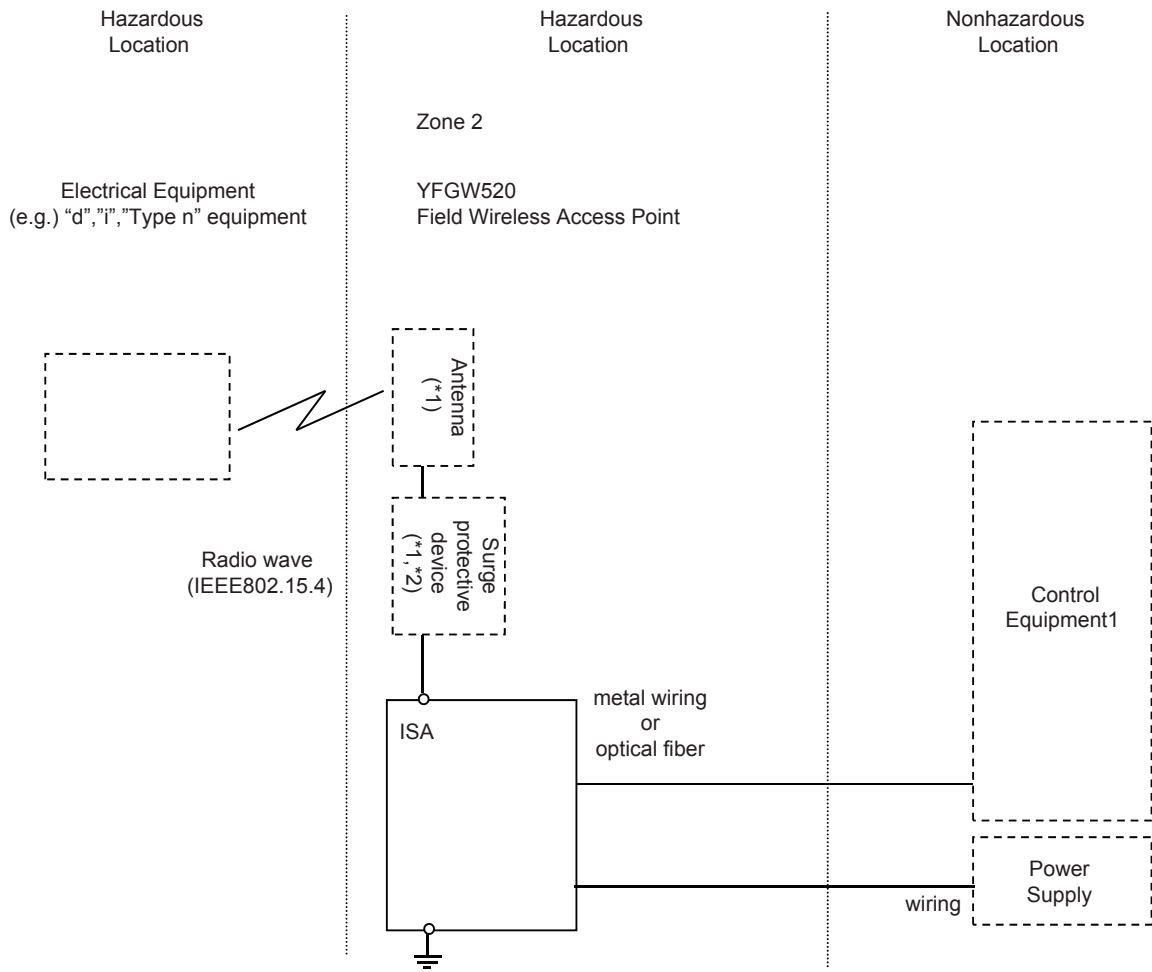 Hazardous
Location
Hazardous
Location
Nonhazardous
Location
Zone 2
Electrical Equipment
(e.g.) “d”,”i”,”Type n” equipment
YFGW520
Field Wireless Access Point
Antenna
(*1)
Surge
protective
device
(*1,*2)
Radio wave
(IEEE802.15.4)
Control
Equipment1
metal wiring
or
optical fiber
ISA
Power
Supply
wiring